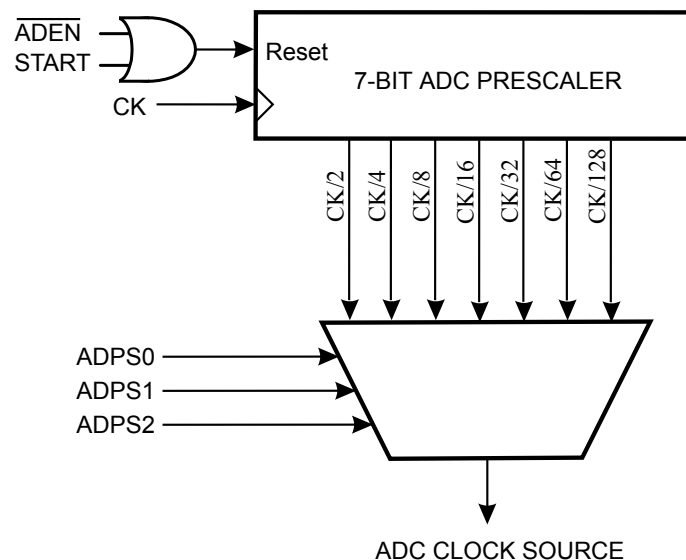 ADEN
START
Reset
7-BIT ADC PRESCALER
CK
CK/2
CK/4
CK/8
CK/16
CK/32
CK/64
CK/128
ADPS0
ADPS1
ADPS2
ADC CLOCK SOURCE